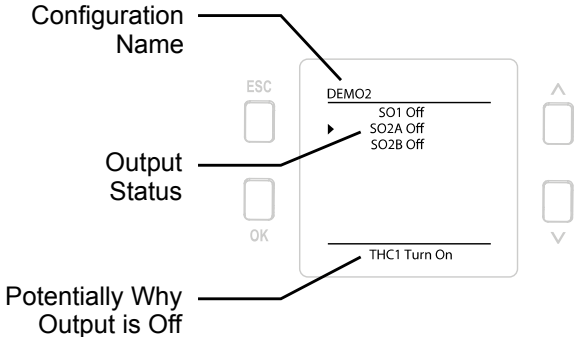 Configuration
Name
ESC
DEMO2
SO1 Off
SO2A Off
SO2B Off
Output
Status
OK
THC1 Turn On
Potentially Why
Output is Off